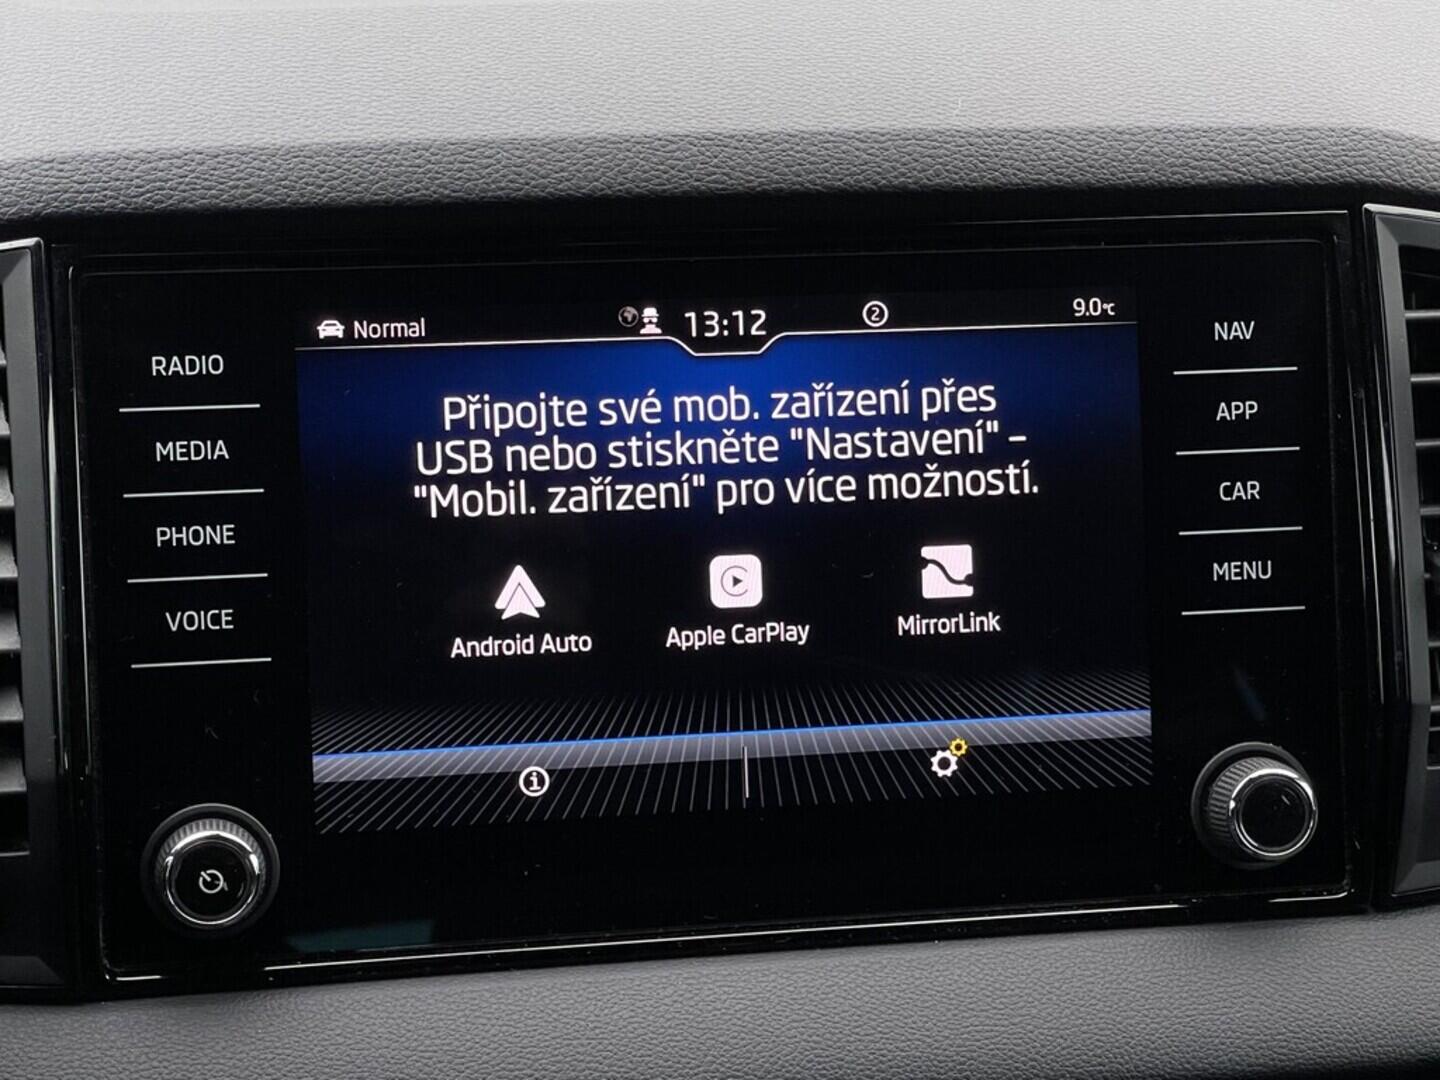 Normal
13:12
2
9.0°C
RADIO
MEDIA
PHONE
VOICE
Připojte své mob. zařízení přes
USB nebo stiskněte "Nastavení" –
"Mobil. zařízení" pro více možností.
Android Auto
Apple CarPlay
MirrorLink
NAV
APP
CAR
MENU